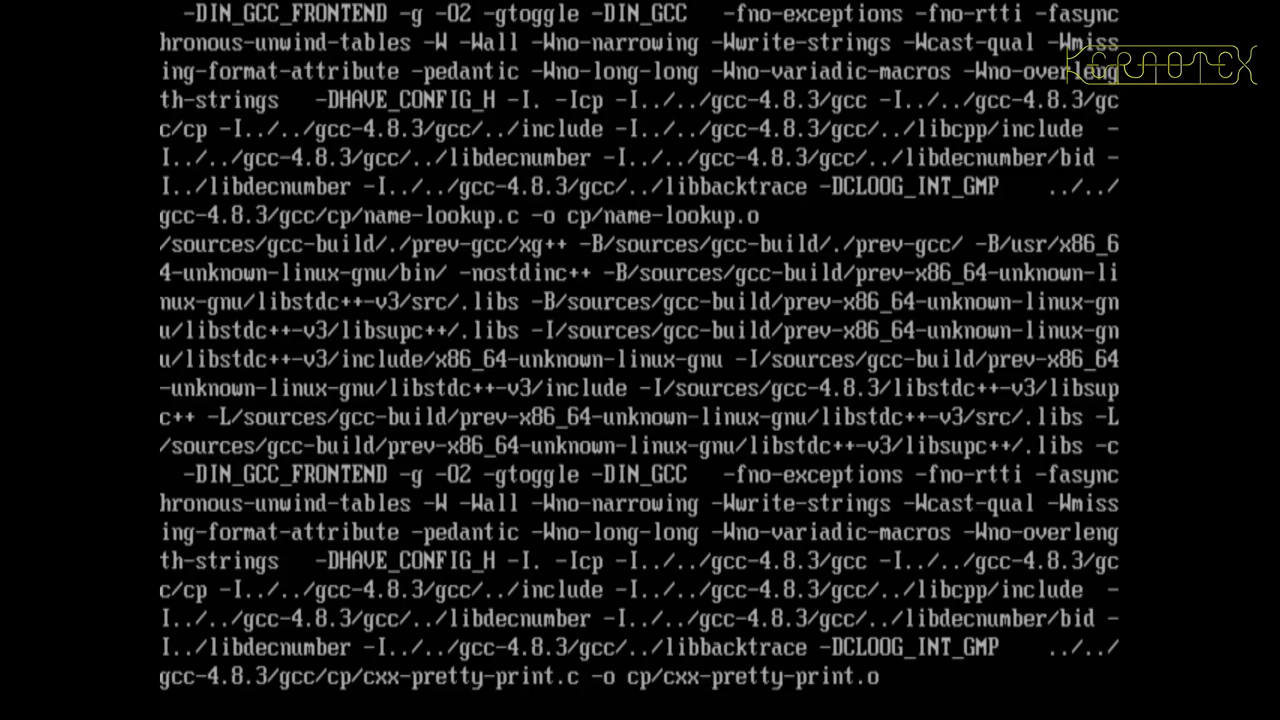 -DIN_GCC_FRONTEND -g -O2 -gtoggle -DIN_GCC   -fno-exceptions -fno-rtti -fasync
hronous-unwind-tables -W -Wall -Wno-narrowing -Wwrite-strings -Wcast-qual -Wmiss
ing-format-attribute -pedantic -Wno-long-long -Wno-variadic-macros -Wno-overleng
th-strings   -DHAVE_CONFIG_H -I. -Icp -I../../gcc-4.8.3/gcc -I../../gcc-4.8.3/gc
c/cp -I../../gcc-4.8.3/gcc/../include -I../../gcc-4.8.3/gcc/../libcpp/include  -
I../../gcc-4.8.3/gcc/../libdecnumber -I../../gcc-4.8.3/gcc/../libdecnumber/bid -
I../libdecnumber -I../../gcc-4.8.3/gcc/../libbacktrace -DCLOOG_INT_GMP    ../../
gcc-4.8.3/gcc/cp/name-lookup.c -o cp/name-lookup.o
/sources/gcc-build/./prev-gcc/xg++ -B/sources/gcc-build/./prev-gcc/ -B/usr/x86_6
4-unknown-linux-gnu/bin/ -nostdinc++ -B/sources/gcc-build/prev-x86_64-unknown-li
nux-gnu/libstdc++-v3/src/.libs -B/sources/gcc-build/prev-x86_64-unknown-linux-gn
u/libstdc++-v3/libsupc++/.libs -I/sources/gcc-build/prev-x86_64-unknown-linux-gn
u/libstdc++-v3/include/x86_64-unknown-linux-gnu -I/sources/gcc-build/prev-x86_64
-unknown-linux-gnu/libstdc++-v3/include -I/sources/gcc-4.8.3/libstdc++-v3/libsup
c++ -L/sources/gcc-build/prev-x86_64-unknown-linux-gnu/libstdc++-v3/src/.libs -L
/sources/gcc-build/prev-x86_64-unknown-linux-gnu/libstdc++-v3/libsupc++/.libs -c
-DIN_GCC_FRONTEND -g -O2 -gtoggle -DIN_GCC   -fno-exceptions -fno-rtti -fasync
hronous-unwind-tables -W -Wall -Wno-narrowing -Wwrite-strings -Wcast-qual -Wmiss
ing-format-attribute -pedantic -Wno-long-long -Wno-variadic-macros -Wno-overleng
th-strings   -DHAVE_CONFIG_H -I. -Icp -I../../gcc-4.8.3/gcc -I../../gcc-4.8.3/gc
c/cp -I../../gcc-4.8.3/gcc/../include -I../../gcc-4.8.3/gcc/../libcpp/include  -
I../../gcc-4.8.3/gcc/../libdecnumber -I../../gcc-4.8.3/gcc/../libdecnumber/bid -
I../libdecnumber -I../../gcc-4.8.3/gcc/../libbacktrace -DCLOOG_INT_GMP    ../../
gcc-4.8.3/gcc/cp/cxx-pretty-print.c -o cp/cxx-pretty-print.o